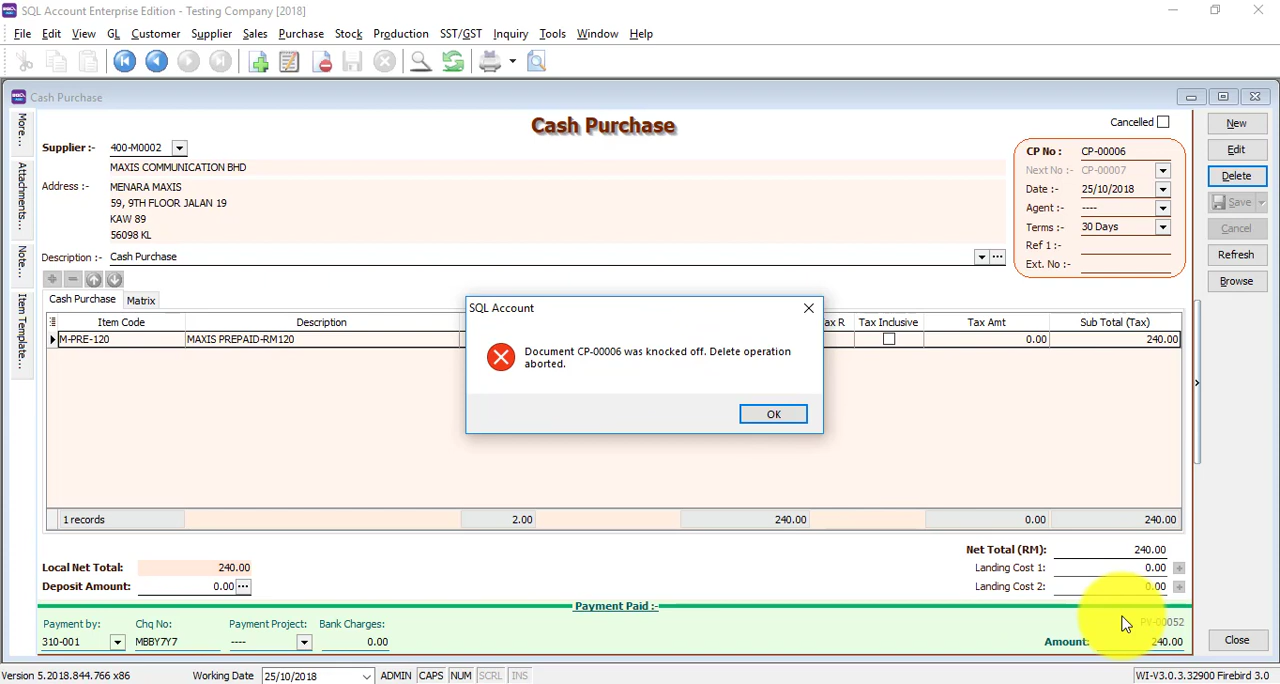 SQL Account Enterprise Edition - Testing Company [2018]
File Edit View GL Customer Supplier Sales Purchase Stock Production SST/GST Inquiry Tools Window Help
Cash Purchase
Cash Purchase
Cancelled
More...
Attachments...
Note...
Item Template...
Supplier :- 400-M0002
MAXIS COMMUNICATION BHD
Address :- MENARA MAXIS
59, 9TH FLOOR JALAN 19
KAW 89
56098 KL
Description :- Cash Purchase
CP No : CP-00006
Next No :- CP-00007
Date :- 25/10/2018
Agent :- ----
Terms :- 30 Days
Ref 1 :-
Ext. No :-
New
Edit
Delete
Save
Cancel
Refresh
Browse
Cash Purchase Matrix
Item Code Description ax R Tax Inclusive Tax Amt Sub Total (Tax)
M-PRE-120 MAXIS PREPAID-RM120 0.00 240.00
SQL Account
Document CP-00006 was knocked off. Delete operation
aborted.
OK
1 records 2.00 240.00 0.00 240.00
Local Net Total: 240.00
Deposit Amount: 0.00
Net Total (RM): 240.00
Landing Cost 1: 0.00
Landing Cost 2: 0.00
Payment Paid :-
Payment by: Chq No: Payment Project: Bank Charges: PV-00052
310-001 MBBY7Y7 ---- 0.00 Amount: 240.00
Close
Version 5.2018.844.766 x86 Working Date 25/10/2018 ADMIN CAPS NUM SCRL INS WI-V3.0.3.32900 Firebird 3.0